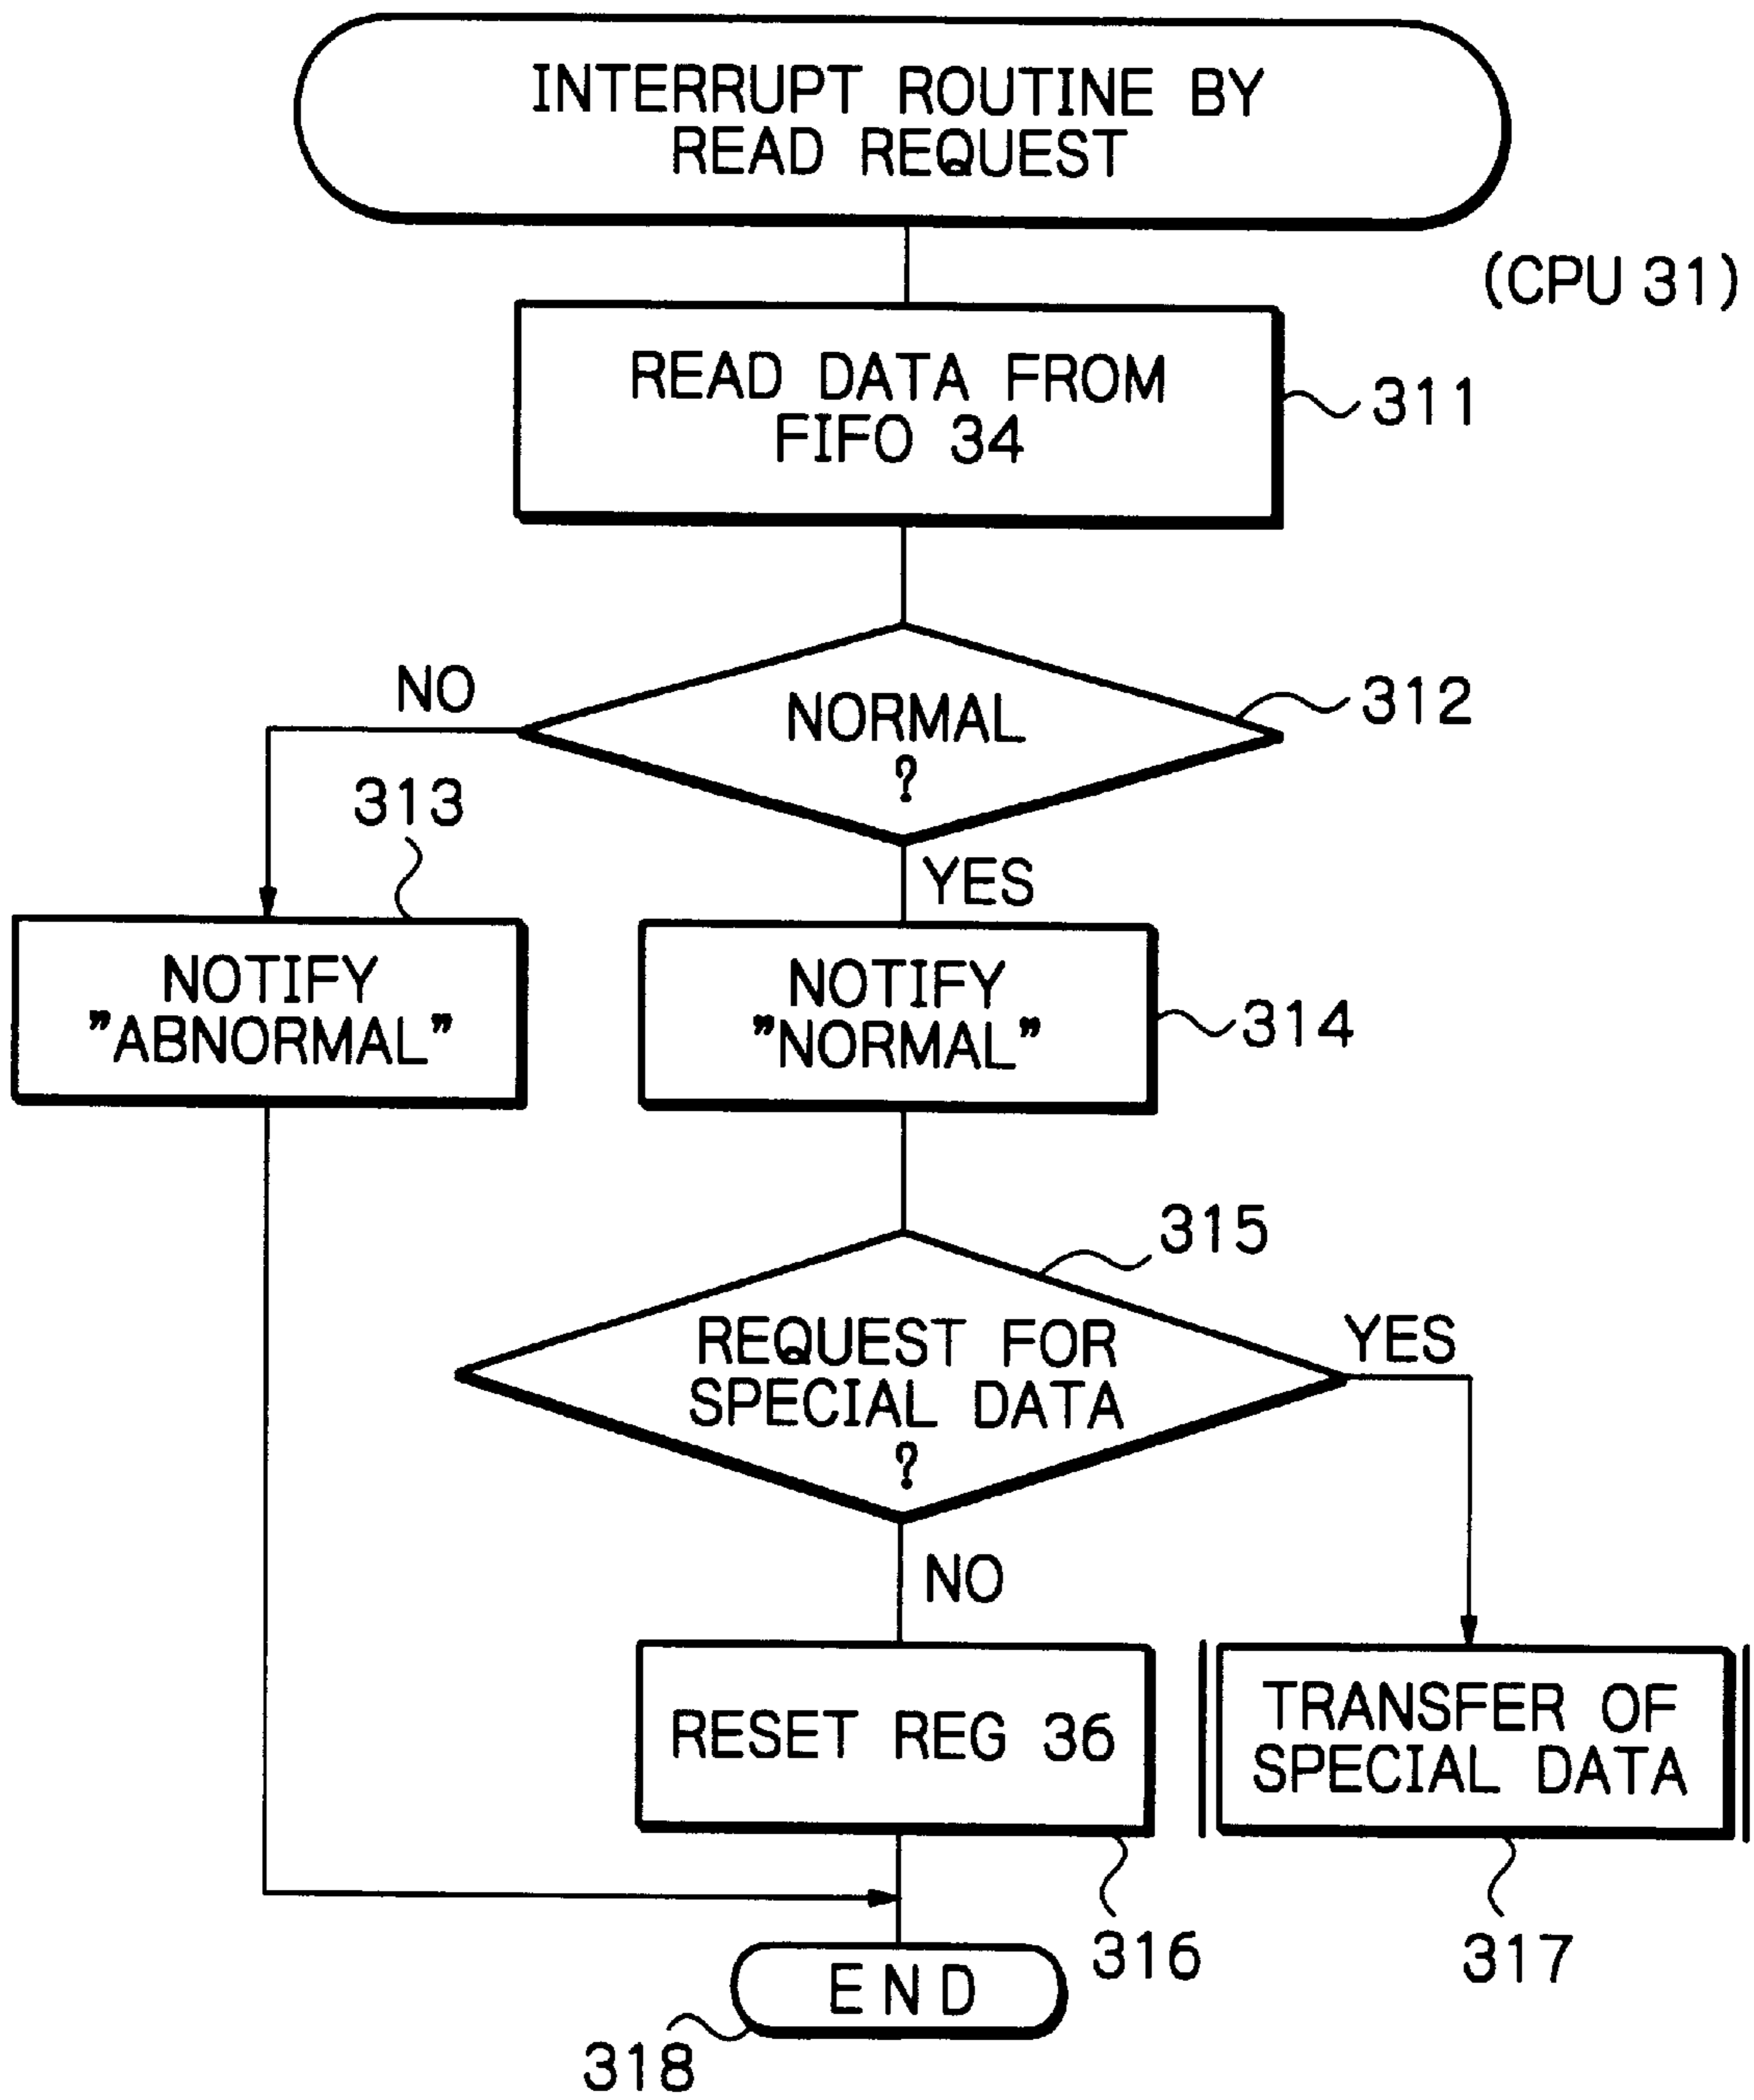 INTERRUPT ROUTINE BY
READ REQUEST
(CPU 31)
READ DATA FROM
FIFO 34
311
NO
NORMAL
?
312
313
YES
NOTIFY
"ABNORMAL"
NOTIFY
"NORMAL"
314
315
REQUEST FOR
SPECIAL DATA
?
YES
NO
RESET REG 36
TRANSFER OF
SPECIAL DATA
316
317
END
318